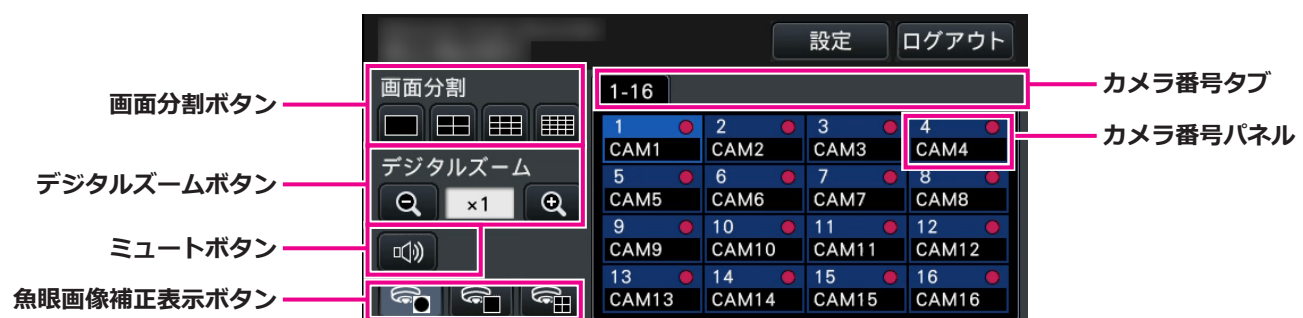 設定 ログアウト
画面分割
画面分割ボタン
1-16
カメラ番号タブ
1 2 3 4
CAM1 CAM2 CAM3 CAM4
カメラ番号パネル
デジタルズーム
デジタルズームボタン
×1
5 6 7 8
CAM5 CAM6 CAM7 CAM8
ミュートボタン
9 10 11 12
CAM9 CAM10 CAM11 CAM12
魚眼画像補正表示ボタン
13 14 15 16
CAM13 CAM14 CAM15 CAM16